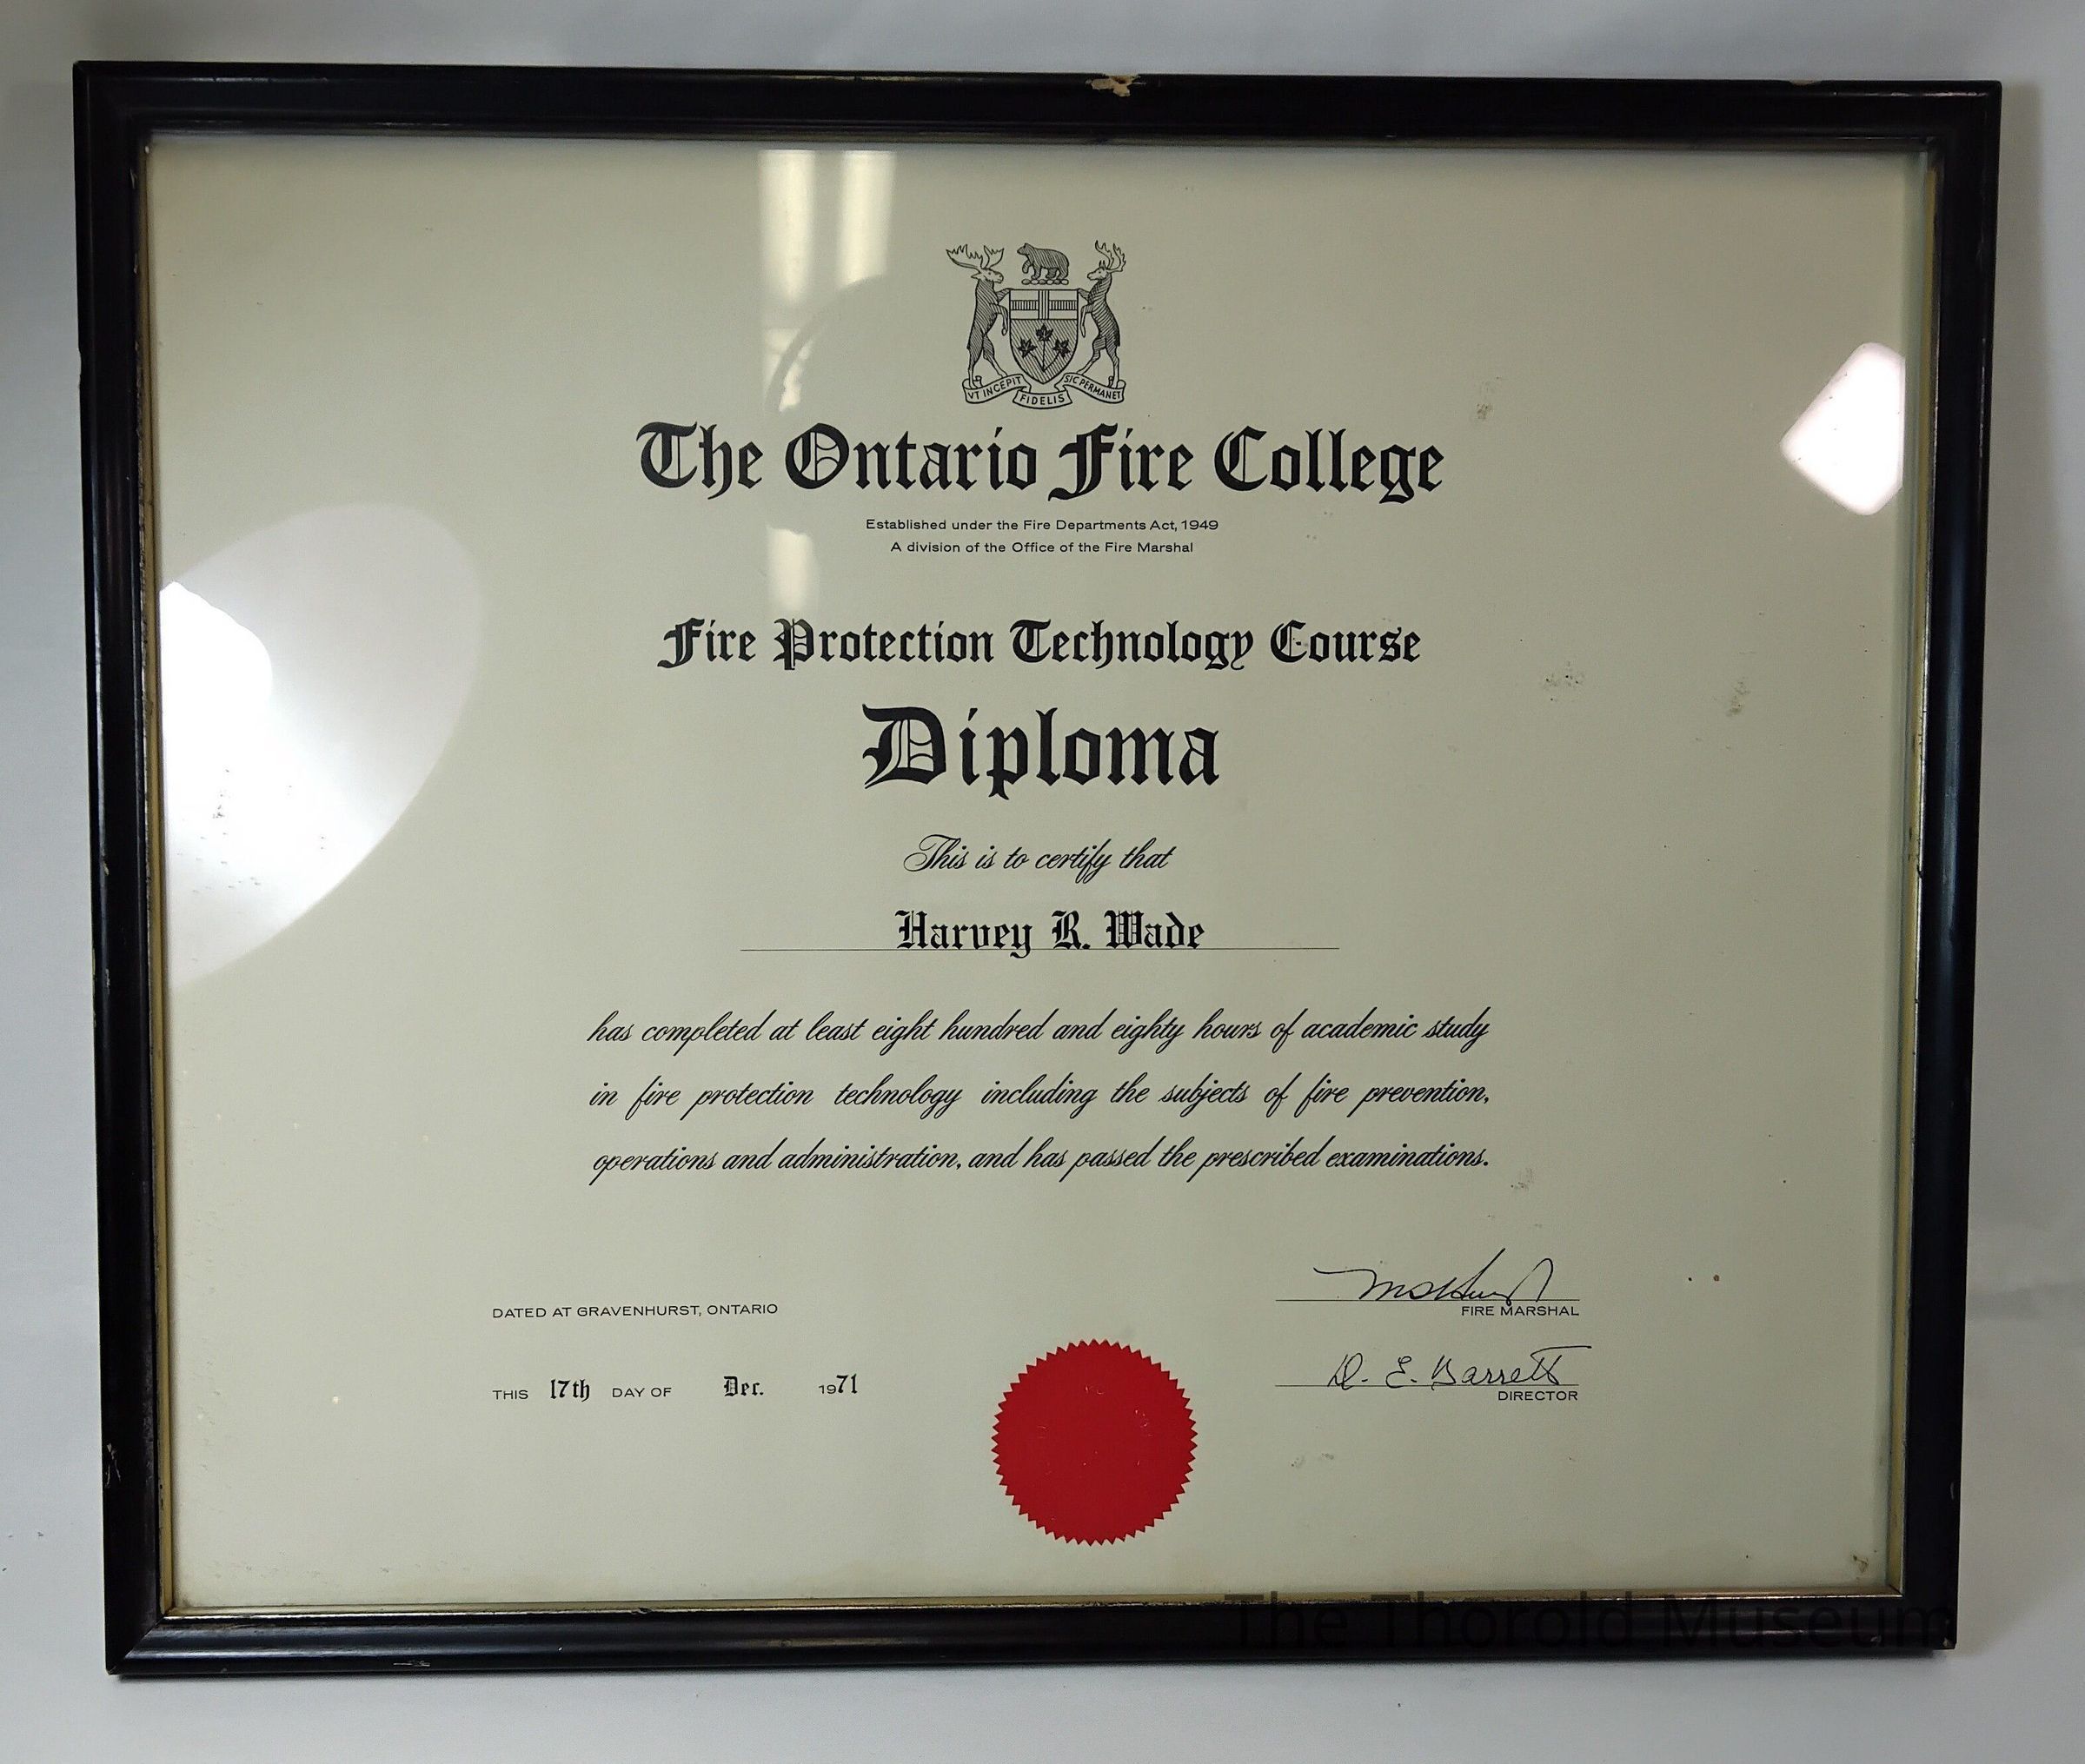 VT INCEPIT FIDELIS SIC PERMANET
The Ontario Fire College
Established under the Fire Departments Act, 1949
A division of the Office of the Fire Marshal
Fire Protection Technology Course
Diploma
This is to certify that
Harvey R. Wade
has completed at least eight hundred and eighty hours of academic study
in fire protection technology including the subjects of fire prevention,
operations and administration, and has passed the prescribed examinations.
DATED AT GRAVENHURST, ONTARIO
FIRE MARSHAL
THIS 17th DAY OF Dec. 1971
D. E. Barrett
DIRECTOR
The Thorold Museum